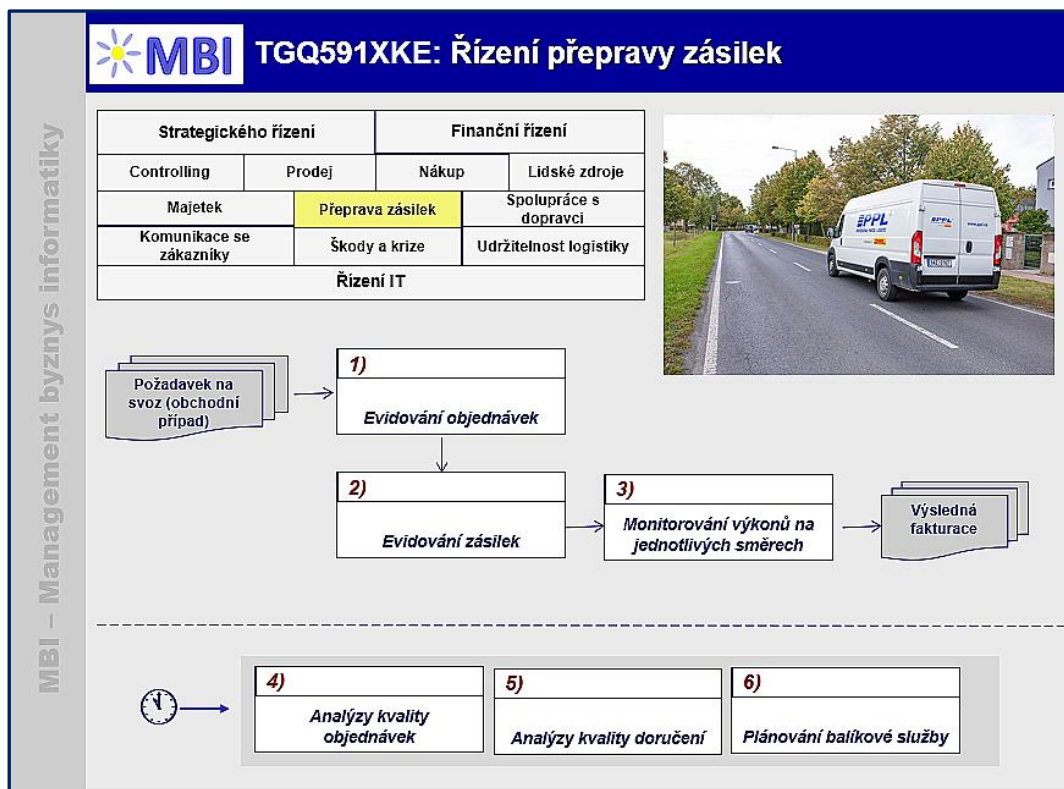 MBI
TGQ591XKE: Řízení přepravy zásilek
MBI – Management byznys informatiky
Strategického řízení
Finanční řízení
Controlling
Prodej
Nákup
Lidské zdroje
Majetek
Přeprava zásilek
Spolupráce s
dopravci
Komunikace se
zákazníky
Škody a krize
Udržitelnost logistiky
Řízení IT
PPL
PPL
Požadavek na
svoz (obchodní
případ)
1)
Evidování objednávek
2)
Evidování zásilek
3)
Monitorování výkonů na
jednotlivých směrech
Výsledná
fakturace
4)
Analýzy kvality
objednávek
5)
Analýzy kvality doručení
6)
Plánování balíkové služby